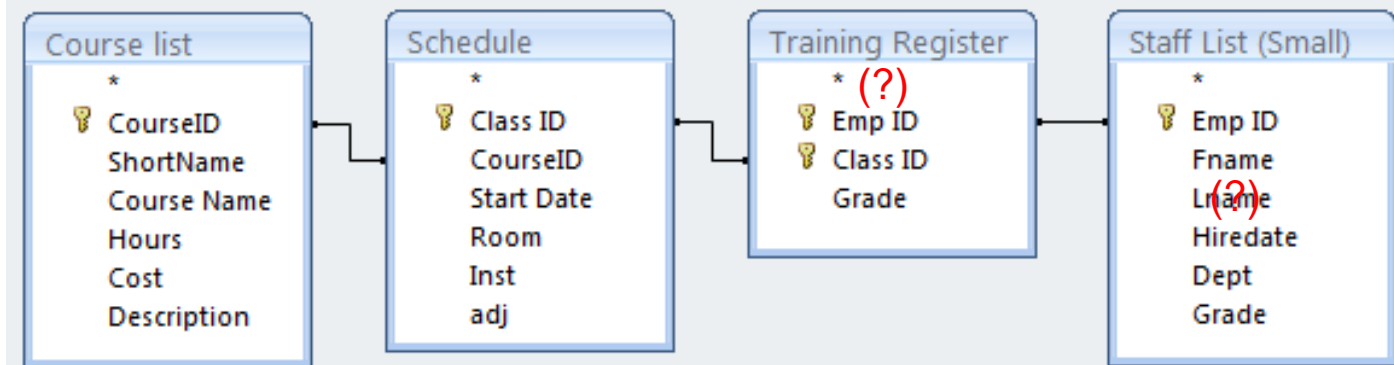 Course list
*
CourseID
ShortName
Course Name
Hours
Cost
Description
Schedule
*
Class ID
CourseID
Start Date
Room
Inst
adj
Training Register
* (?)
Emp ID
Class ID
Grade
Staff List (Small)
*
Emp ID
Fname
Lname
(?)
Hiredate
Dept
Grade